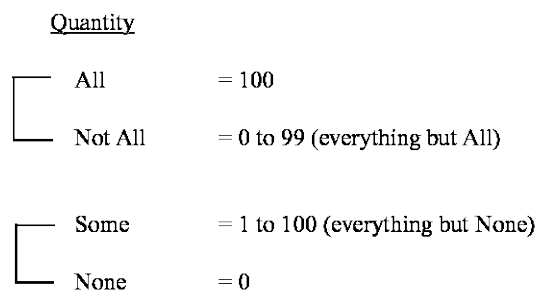 Quantity
All = 100
Not All = 0 to 99 (everything but All)
Some = 1 to 100 (everything but None)
None = 0